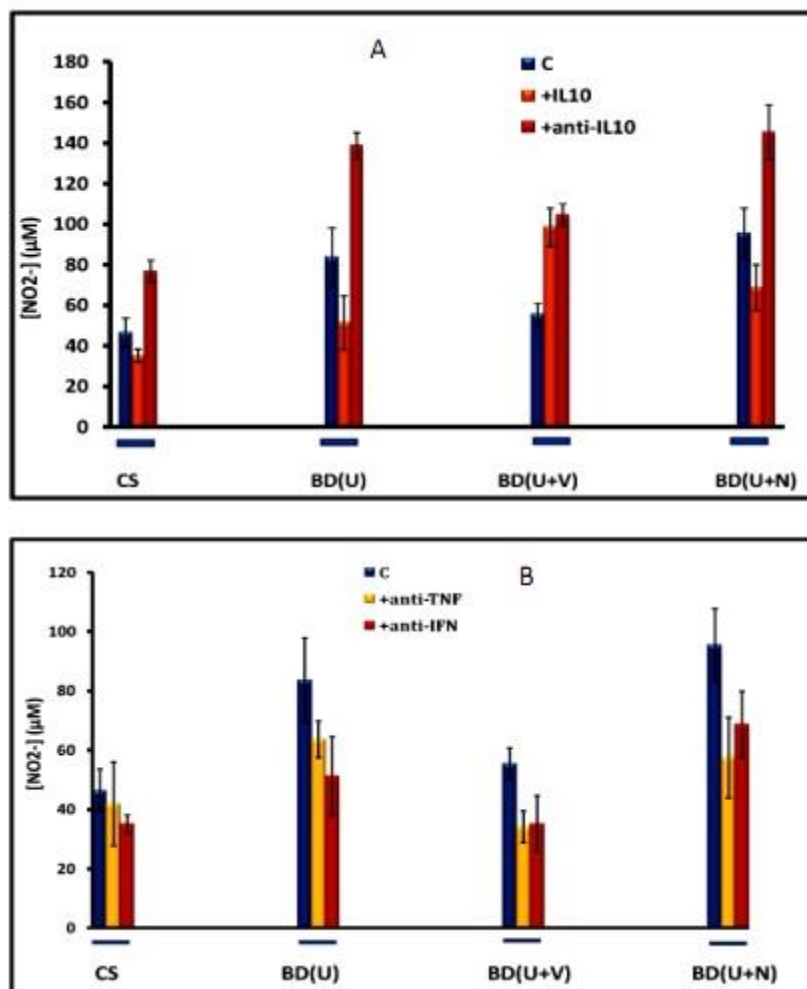 A
C
+IL10
+anti-IL10
[NO2-] (µM)
180
160
140
120
100
80
60
40
20
0
CS BD(U) BD(U+V) BD(U+N)
B
C
+anti-TNF
+anti-IFN
[NO2-] (µM)
120
100
80
60
40
20
0
CS BD(U) BD(U+V) BD(U+N)